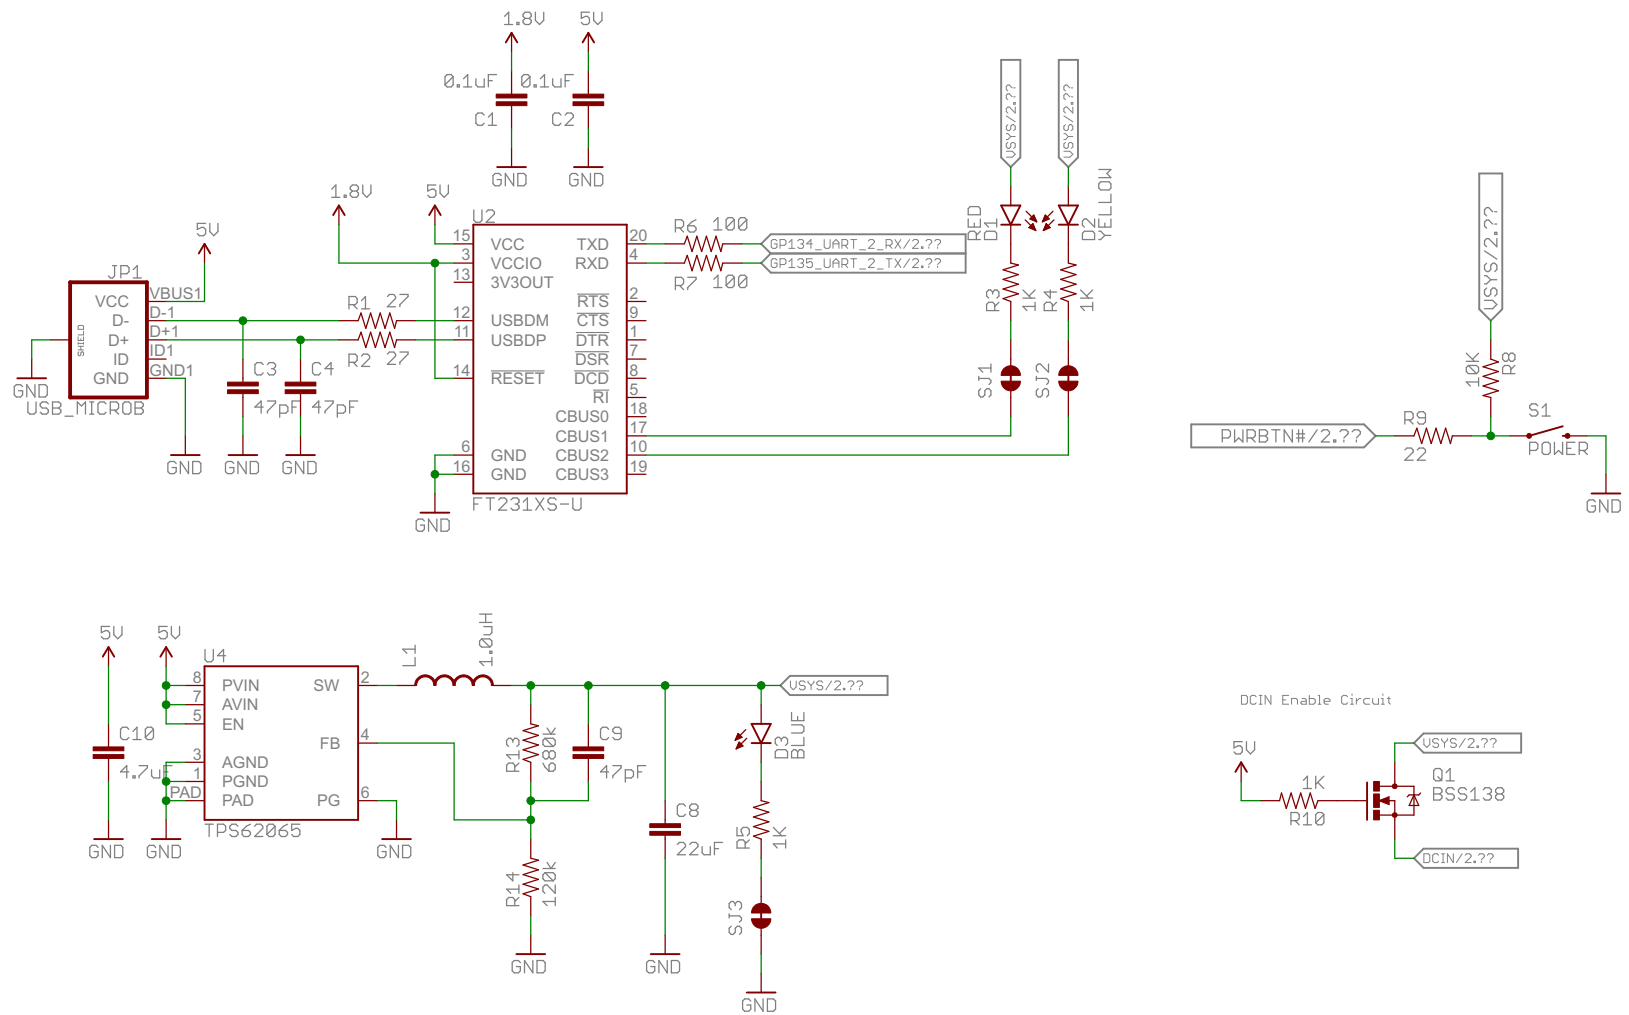 1.8V
5V
0.1uF
0.1uF
C1
C2
GND
GND
1.8V
5V
5V
JP1
VCC
D-
D+
ID
GND
SHIELD
VBUS1
D-1
D+1
ID1
GND1
USB_MICROB
GND
GND
R1
27
R2
27
C3
47pF
C4
47pF
GND
GND
U2
15
3
13
12
11
14
6
16
VCC
VCCIO
3V3OUT
USBDM
USBDP
RESET
GND
GND
TXD
RXD
RTS
CTS
DTR
DSR
DCD
RI
CBUS0
CBUS1
CBUS2
CBUS3
20
4
2
9
1
7
8
5
18
17
10
19
FT231XS-U
GND
R6
100
R7
100
GP134_UART_2_RX/2.??
GP135_UART_2_TX/2.??
VSYS/2.??
VSYS/2.??
RED
D1
D2
YELLOW
R3
1K
R4
1K
SJ1
SJ2
VSYS/2.??
10K
R8
PWRBTN#/2.??
R9
22
S1
POWER
GND
5V
5V
C10
4.7uF
GND
GND
U4
8
7
5
3
1
PAD
PVIN
AVIN
EN
AGND
PGND
PAD
SW
FB
PG
2
4
6
TPS62065
GND
L1
1.0uH
R13
680k
C9
47pF
R14
120k
GND
C8
22uF
GND
VSYS/2.??
D3
BLUE
R5
1K
SJ3
GND
DCIN Enable Circuit
5V
1K
R10
VSYS/2.??
Q1
BSS138
DCIN/2.??